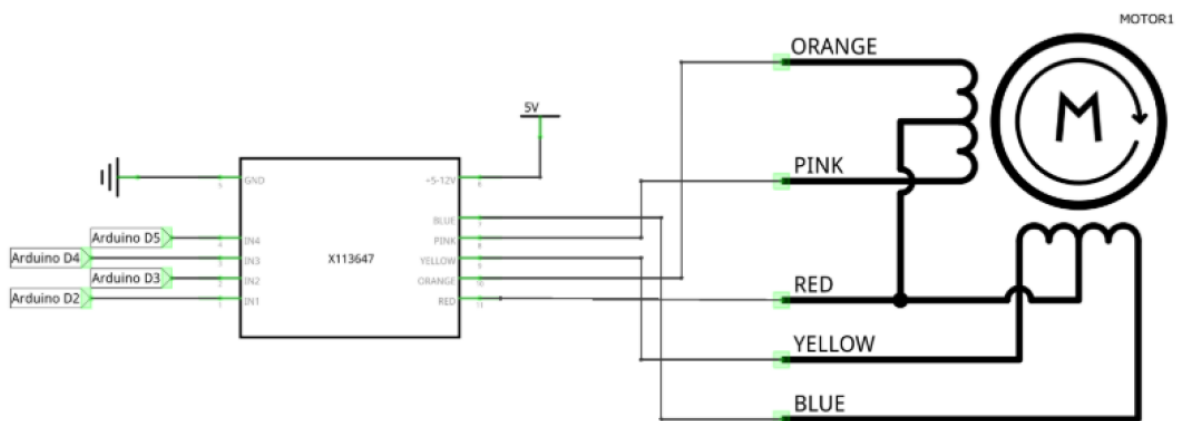 MOTOR1
ORANGE
5V
PINK
GND
+5-12V
BLUE
Arduino D5
IN4
PINK
Arduino D4
IN3
X113647
YELLOW
Arduino D3
IN2
ORANGE
RED
Arduino D2
IN1
RED
YELLOW
BLUE